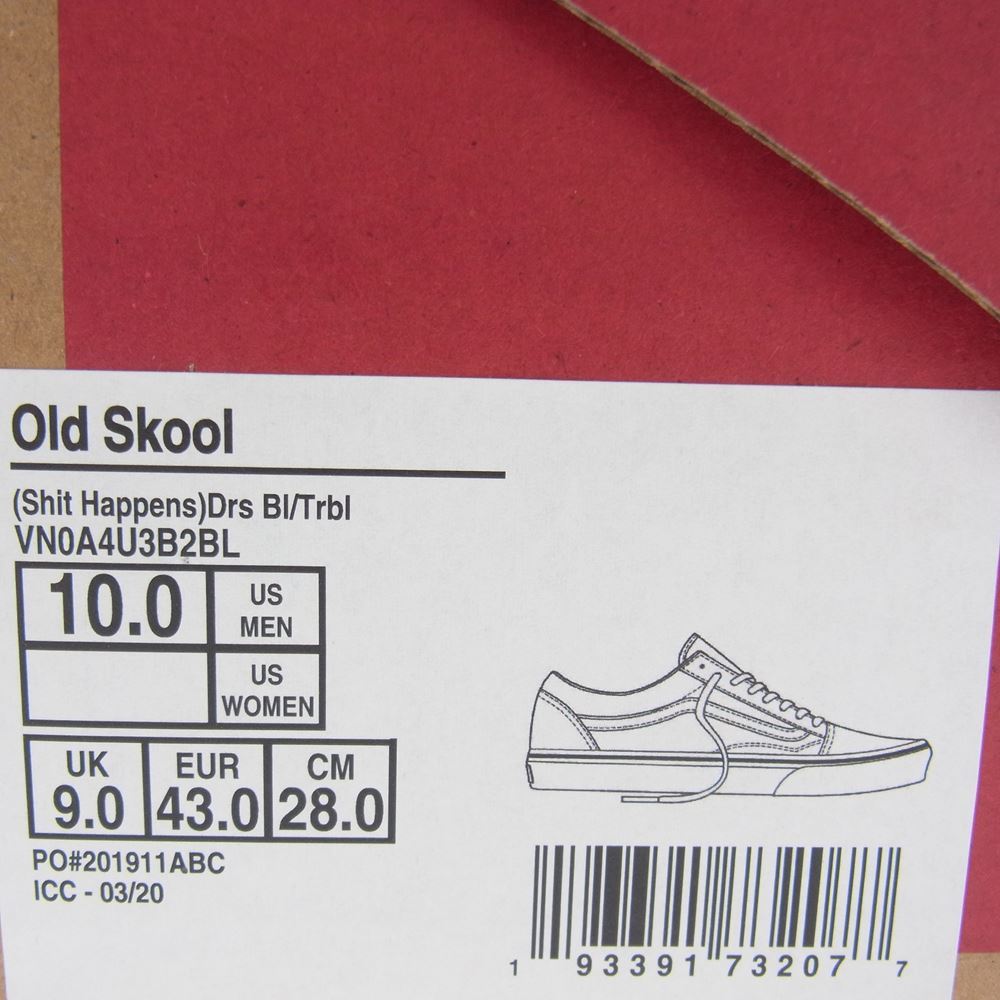 Old Skool
(Shit Happens)Drs Bl/Trbl
VN0A4U3B2BL
10.0 US MEN
US WOMEN
UK EUR CM
9.0 43.0 28.0
PO#201911ABC
ICC - 03/20
1 93391 73207 7